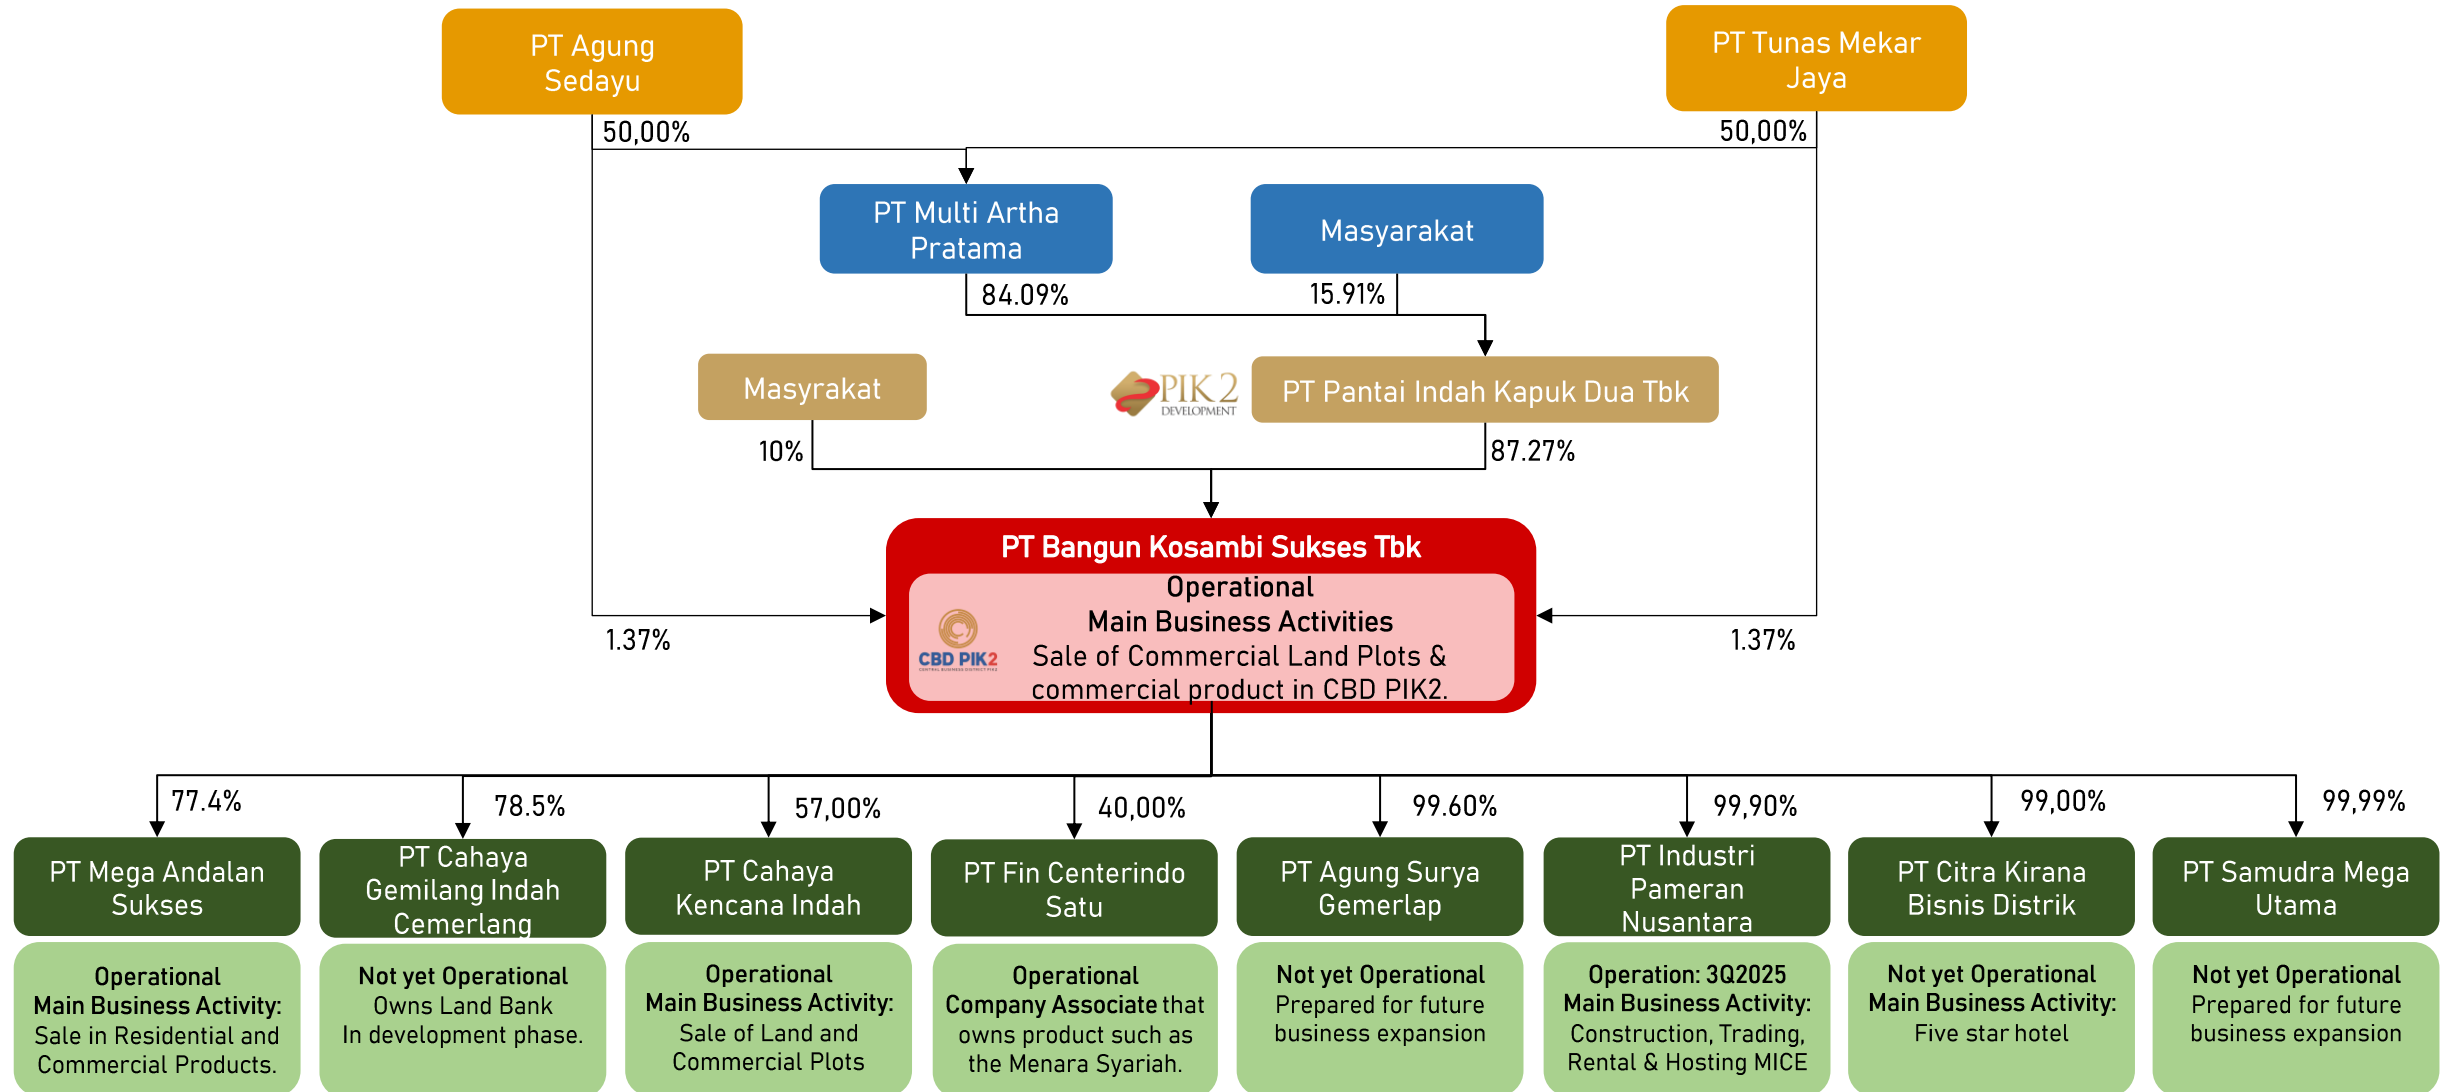 PT Agung
Sedayu
PT Tunas Mekar
Jaya
50,00%
50,00%
PT Multi Artha
Pratama
Masyarakat
84.09%
15.91%
Masyrakat
PIK 2
DEVELOPMENT
PT Pantai Indah Kapuk Dua Tbk
10%
87.27%
PT Bangun Kosambi Sukses Tbk
Operational
Main Business Activities
Sale of Commercial Land Plots &
commercial product in CBD PIK2.
CBD PIK2
CENTRAL BUSINESS DISTRICT PIK2
1.37%
1.37%
77.4%
78.5%
57,00%
40,00%
99.60%
99,90%
99,00%
99,99%
PT Mega Andalan
Sukses
PT Cahaya
Gemilang Indah
Cemerlang
PT Cahaya
Kencana Indah
PT Fin Centerindo
Satu
PT Agung Surya
Gemerlap
PT Industri
Pameran
Nusantara
PT Citra Kirana
Bisnis Distrik
PT Samudra Mega
Utama
Operational
Main Business Activity:
Sale in Residential and
Commercial Products.
Not yet Operational
Owns Land Bank
In development phase.
Operational
Main Business Activity:
Sale of Land and
Commercial Plots
Operational
Company Associate that
owns product such as
the Menara Syariah.
Not yet Operational
Prepared for future
business expansion
Operation: 3Q2025
Main Business Activity:
Construction, Trading,
Rental & Hosting MICE
Not yet Operational
Main Business Activity:
Five star hotel
Not yet Operational
Prepared for future
business expansion